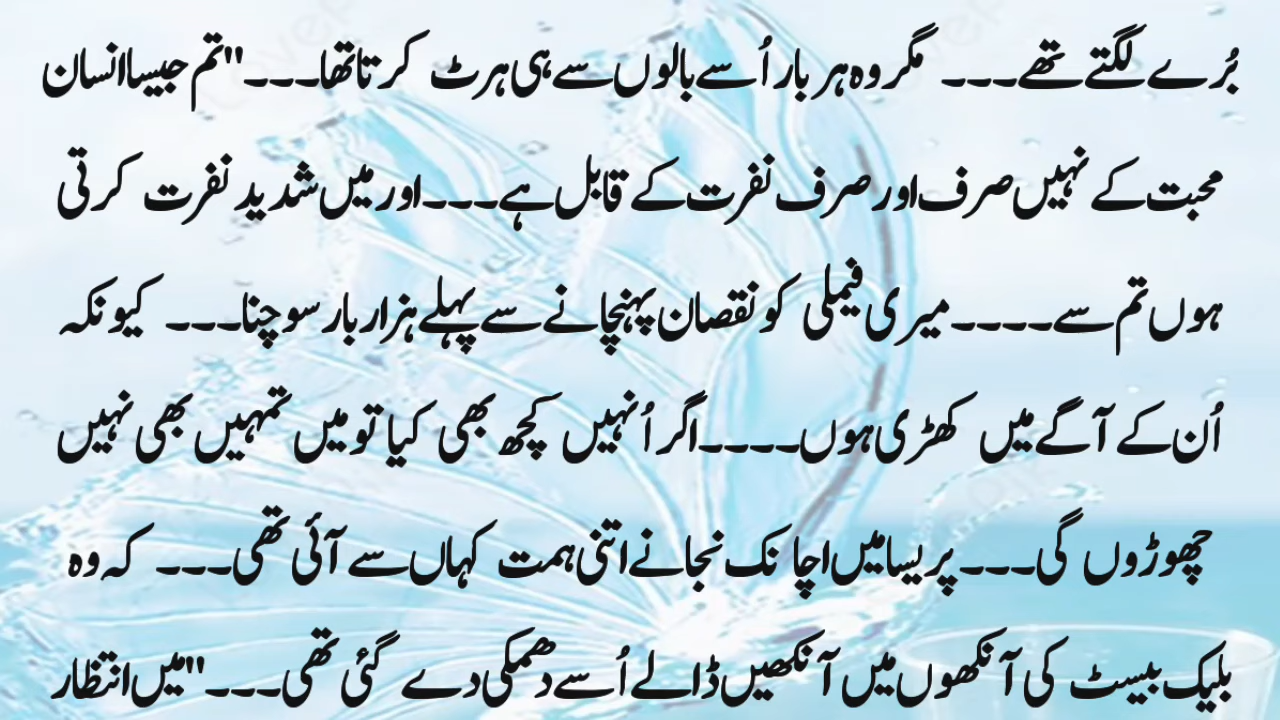 بُرے لگتے تھے۔۔۔ مگر وہ ہر بار اُسے بالوں سے ہی ہرٹ کرتا تھا۔۔۔"تم جیسا انسان
محبت کے نہیں صرف اور صرف نفرت کے قابل ہے۔۔۔اور میں شدید نفرت کرتی
ہوں تم سے۔۔۔۔میری فیملی کو نقصان پہنچانے سے پہلے ہزار بار سوچنا۔۔۔ کیونکہ
اُن کے آگے میں کھڑی ہوں۔۔۔۔اگر اُنہیں کچھ بھی کیا تو میں تمہیں بھی نہیں
چھوڑوں گی۔۔۔پریسا میں اچانک نجانے اتنی ہمت کہاں سے آئی تھی۔۔۔ کہ وہ
بلیک بیسٹ کی آنکھوں میں آنکھیں ڈالے اُسے دھمکی دے گئی تھی۔۔۔"میں انتظار